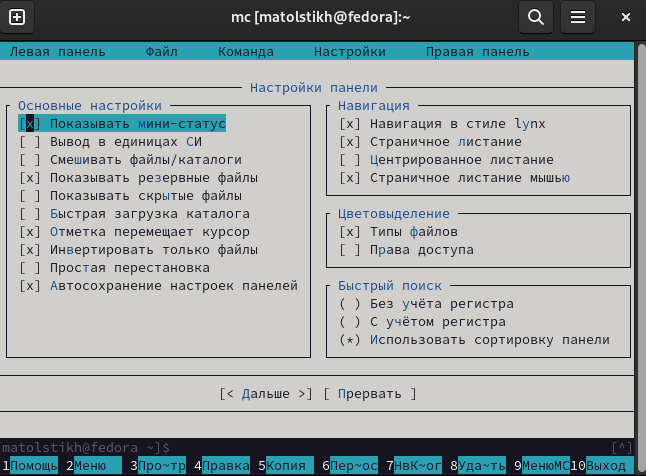 mc [matolstikh@fedora]:~
Левая панель Файл Команда Настройки Правая панель
Настройки панели
Основные настройки
[x] Показывать мини-статус
[ ] Вывод в единицах СИ
[ ] Смешивать файлы/каталоги
[x] Показывать резервные файлы
[ ] Показывать скрытые файлы
[ ] Быстрая загрузка каталога
[x] Отметка перемещает курсор
[x] Инвертировать только файлы
[ ] Простая перестановка
[x] Автосохранение настроек панелей
Навигация
[x] Навигация в стиле lynx
[x] Страничное листание
[ ] Центрированное листание
[x] Страничное листание мышью
Цветовыделение
[x] Типы файлов
[ ] Права доступа
Быстрый поиск
( ) Без учёта регистра
( ) С учётом регистра
(*) Использовать сортировку панели
[< Дальше >] [ Прервать ]
[matolstikh@fedora ~]$ [^]
1Помощь 2Меню 3Про~тр 4Правка 5Копия 6Пер~ос 7НвК~ог 8Уда~ть 9МенюMC10Выход